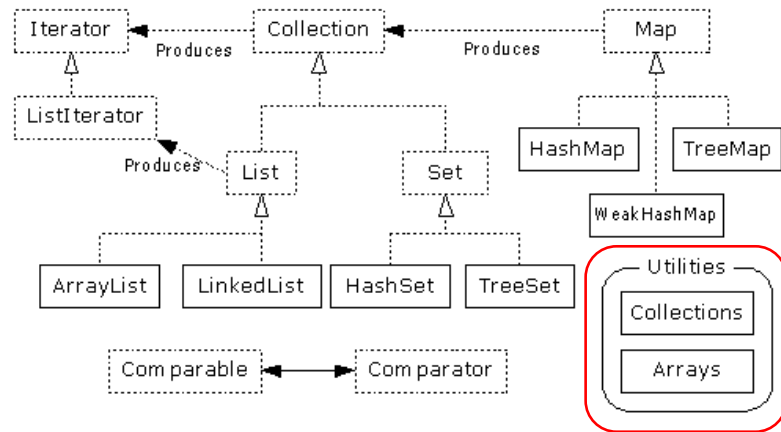 Iterator
Collection
Map
Produces
Produces
ListIterator
Produces
List
Set
HashMap
TreeMap
WeakHashMap
ArrayList
LinkedList
HashSet
TreeSet
Utilities
Collections
Arrays
Comparable
Comparator